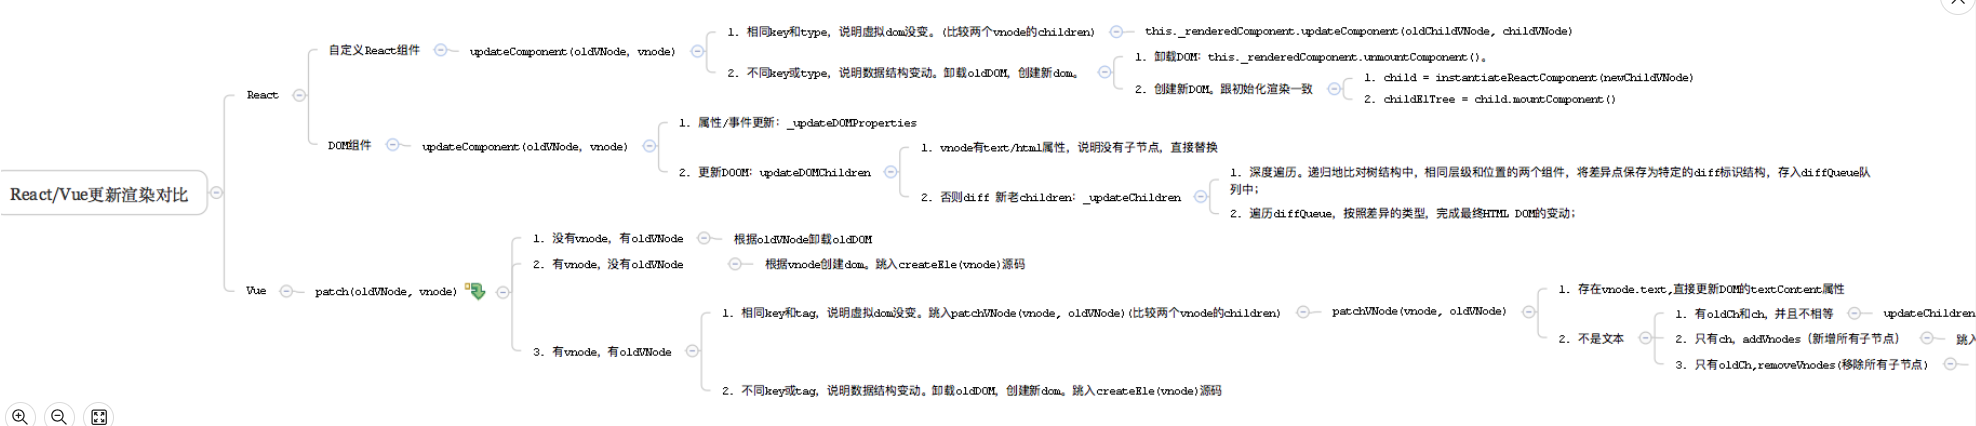 React/Vue更新渲染对比
React
自定义React组件
updateComponent(oldVNode, vnode)
1. 相同key和type, 说明虚拟dom没变。(比较两个vnode的children)
this._renderedComponent.updateComponent(oldChildVNode, childVNode)
2. 不同key或type, 说明数据结构变动。卸载oldDOM, 创建新dom。
1. 卸载DOM: this._renderedComponent.unmountComponent()。
2. 创建新DOM。跟初始化渲染一致
1. child = instantiateReactComponent(newChildVNode)
2. childElTree = child.mountComponent()
DOM组件
updateComponent(oldVNode, vnode)
1. 属性/事件更新: _updateDOMProperties
2. 更新DOOM: updateDOMChildren
1. vnode有text/html属性, 说明没有子节点, 直接替换
2. 否则diff 新老children: _updateChildren
1. 深度遍历。递归地比对树结构中, 相同层级和位置的两个组件, 将差异点保存为特定的diff标识结构, 存入diffQueue队
列中;
2. 遍历diffQueue, 按照差异的类型, 完成最终HTML DOM的变动;
Vue
patch(oldVNode, vnode)
1. 没有vnode, 有oldVNode
根据oldVNode卸载oldDOM
2. 有vnode, 没有oldVNode
根据vnode创建dom。跳入createEle(vnode)源码
3. 有vnode, 有oldVNode
1. 相同key和tag, 说明虚拟dom没变。跳入patchVNode(vnode, oldVNode)(比较两个vnode的children)
patchVNode(vnode, oldVNode)
1. 存在vnode.text,直接更新DOM的textContent属性
2. 不是文本
1. 有oldCh和ch, 并且不相等
updateChildren
2. 只有ch, addVnodes (新增所有子节点)
跳入
3. 只有oldCh,removeVnodes(移除所有子节点)
2. 不同key或tag, 说明数据结构变动。卸载oldDOM, 创建新dom。跳入createEle(vnode)源码